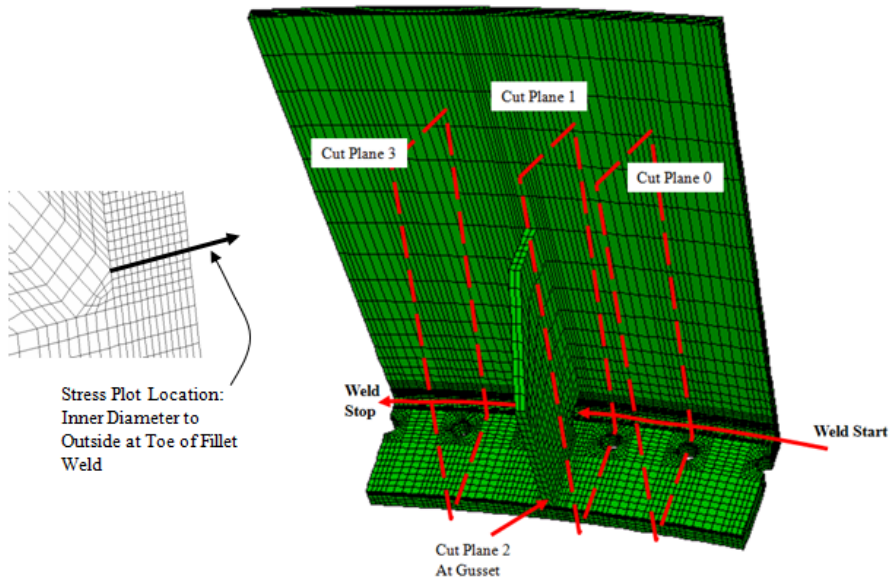 Cut Plane 1
Cut Plane 3
Cut Plane 0
Stress Plot Location:
Inner Diameter to
Outside at Toe of Fillet
Weld
Weld
Stop
Weld Start
Cut Plane 2
At Gusset